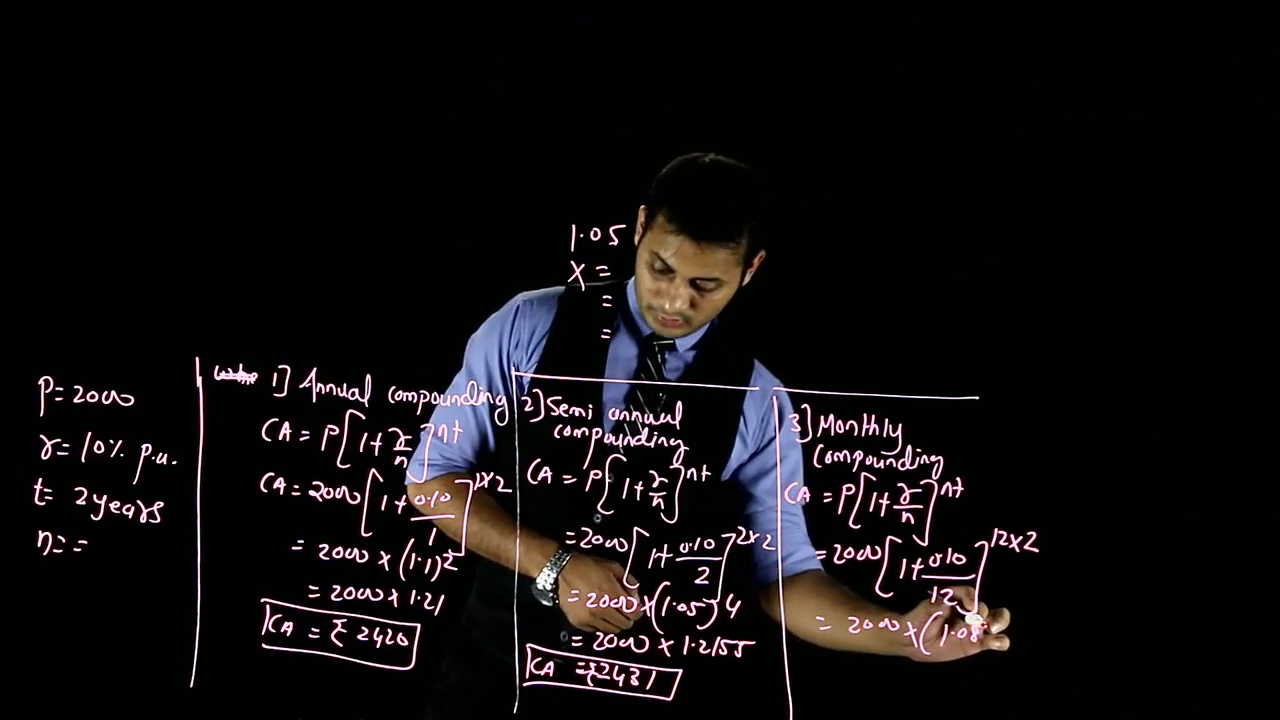 1.05
X =
=
=
P = 2000
r = 10% p.a.
t = 2 years
n = =
1] Annual compounding
CA = P[1 + r/n]^nt
CA = 2000[1 + 0.10/1]^1×2
= 2000 × (1.1)^2
= 2000 × 1.21
CA = ₹ 2420
2] Semi annual
compounding
CA = P[1 + r/n]^nt
= 2000[1 + 0.10/2]^2×2
= 2000 × (1.05)^4
= 2000 × 1.2155
CA = ₹2431
3] Monthly
compounding
CA = P[1 + r/n]^nt
= 2000[1 + 0.10/12]^12×2
= 2000 × (1.08